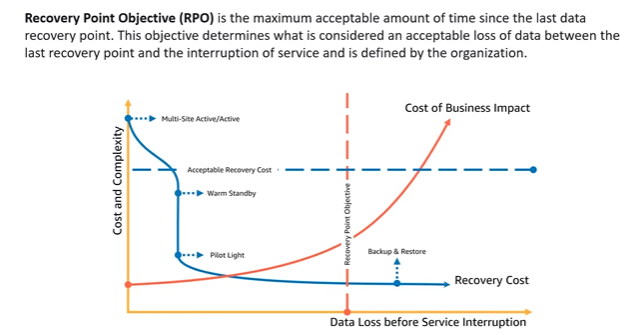 Recovery Point Objective (RPO) is the maximum acceptable amount of time since the last data
recovery point. This objective determines what is considered an acceptable loss of data between the
last recovery point and the interruption of service and is defined by the organization.
Cost of Business Impact
Multi-Site Active/Active
Cost and Complexity
Acceptable Recovery Cost
Warm Standby
Recovery Point Objective
Pilot Light
Backup & Restore
Recovery Cost
Data Loss before Service Interruption